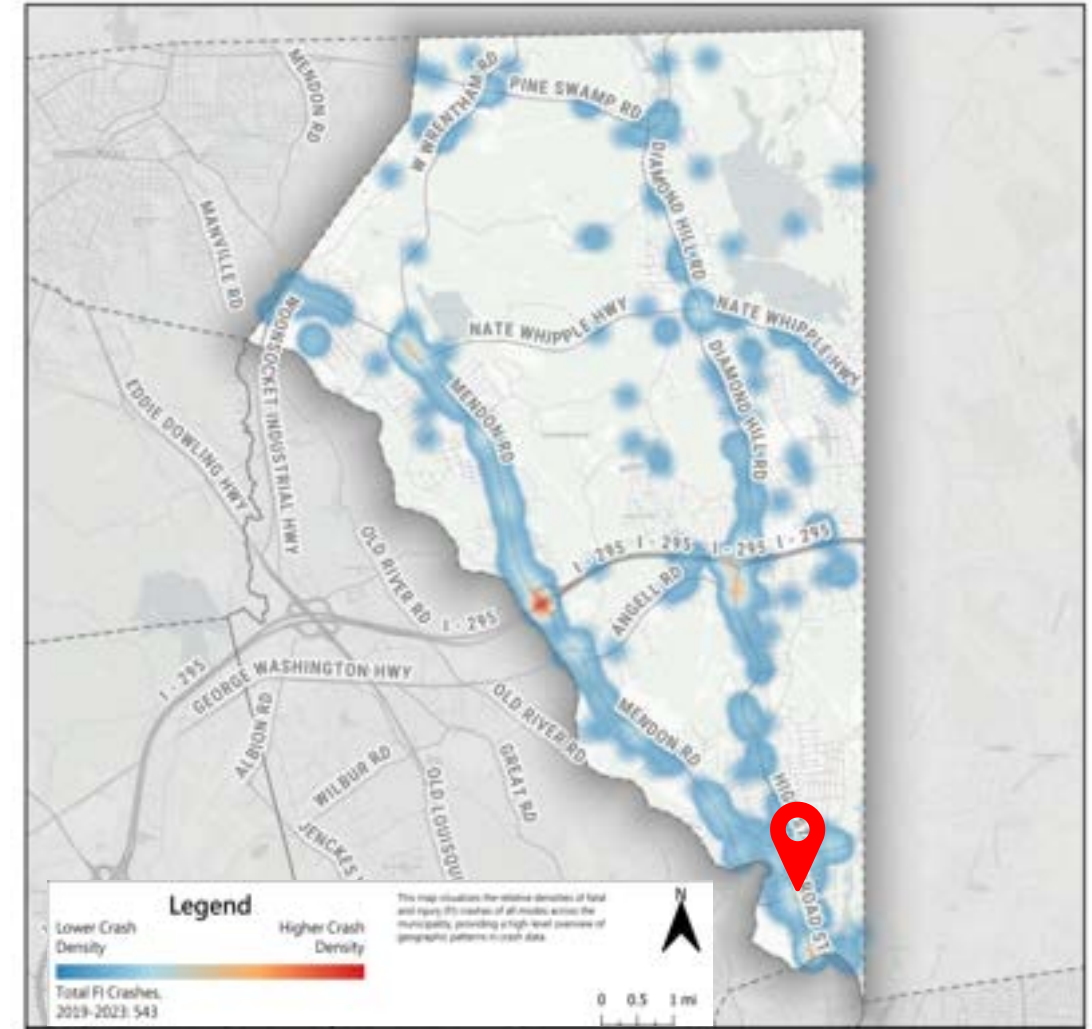 MENDON RD
W WRENTHAM RD
PINE SWAMP RD
MANVILLE RD
DIAMOND HILL RD
WOONSOCKET INDUSTRIAL HWY
NATE WHIPPLE HWY
NATE WHIPPLE HWY
EDDIE DOWLING HWY
MENDON RD
DIAMOND HILL RD
OLD RIVER RD
I - 295
I - 295
I - 295
I - 295
I - 295
ANGELL RD
I - 295
GEORGE WASHINGTON HWY
ALBION RD
OLD RIVER RD
MENDON RD
WILBUR RD
GREAT RD
OLD LOUISQU
JENCKES
ROAD ST
Legend
Lower Crash
Density
Higher Crash
Density
Total FI Crashes,
2019-2023: 543
This map visualizes the relative densities of fatal
and injury (FI) crashes of all modes across the
municipality, providing a high level overview of
geographic patterns in crash data.
N
0 0.5 1 mi